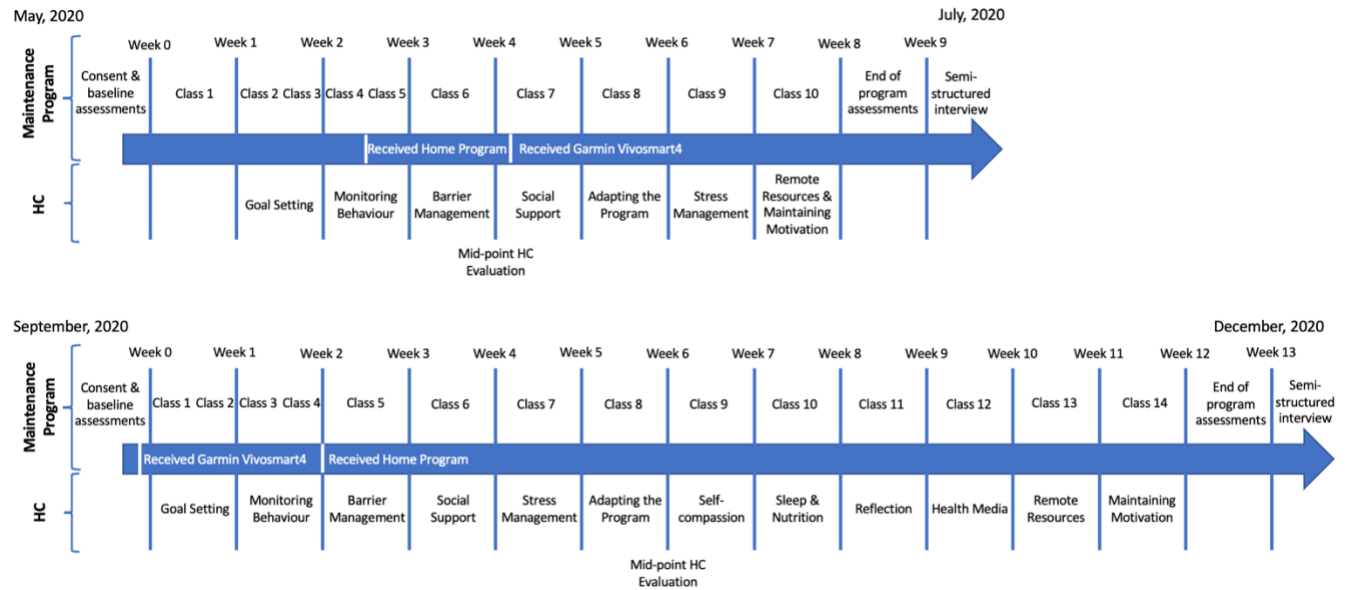 May, 2020
July, 2020
Week 0 Week 1 Week 2 Week 3 Week 4 Week 5 Week 6 Week 7 Week 8 Week 9
Maintenance
Program
Consent &
baseline
assessments
Class 1
Class 2 Class 3
Class 4 Class 5
Class 6
Class 7
Class 8
Class 9
Class 10
End of
program
assessments
Semi-
structured
interview
Received Home Program
Received Garmin Vivosmart4
HC
Goal Setting
Monitoring
Behaviour
Barrier
Management
Social
Support
Adapting the
Program
Stress
Management
Remote
Resources &
Maintaining
Motivation
Mid-point HC
Evaluation
September, 2020
December, 2020
Week 0 Week 1 Week 2 Week 3 Week 4 Week 5 Week 6 Week 7 Week 8 Week 9 Week 10 Week 11 Week 12 Week 13
Maintenance
Program
Consent &
baseline
assessments
Class 1 Class 2
Class 3 Class 4
Class 5
Class 6
Class 7
Class 8
Class 9
Class 10
Class 11
Class 12
Class 13
Class 14
End of
program
assessments
Semi-
structured
interview
Received Garmin Vivosmart4
Received Home Program
HC
Goal Setting
Monitoring
Behaviour
Barrier
Management
Social
Support
Stress
Management
Adapting the
Program
Self-
compassion
Sleep &
Nutrition
Reflection
Health Media
Remote
Resources
Maintaining
Motivation
Mid-point HC
Evaluation